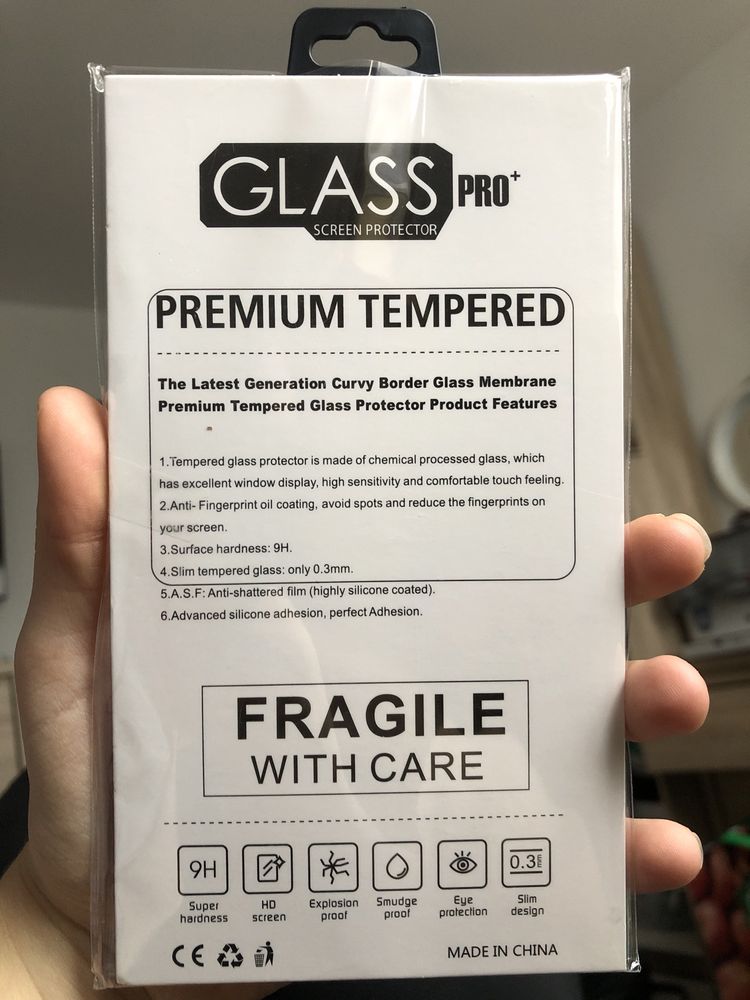 GLASS PRO+
SCREEN PROTECTOR
PREMIUM TEMPERED
The Latest Generation Curvy Border Glass Membrane
Premium Tempered Glass Protector Product Features
1.Tempered glass protector is made of chemical processed glass, which
has excellent window display, high sensitivity and comfortable touch feeling.
2.Anti- Fingerprint oil coating, avoid spots and reduce the fingerprints on
your screen.
3.Surface hardness: 9H.
4.Slim tempered glass: only 0.3mm.
5.A.S.F: Anti-shattered film (highly silicone coated).
6.Advanced silicone adhesion, perfect Adhesion.
FRAGILE
WITH CARE
9H 0.3mm
Super HD Explosion Smudge Eye Slim
hardness screen proof proof protection design
CE MADE IN CHINA